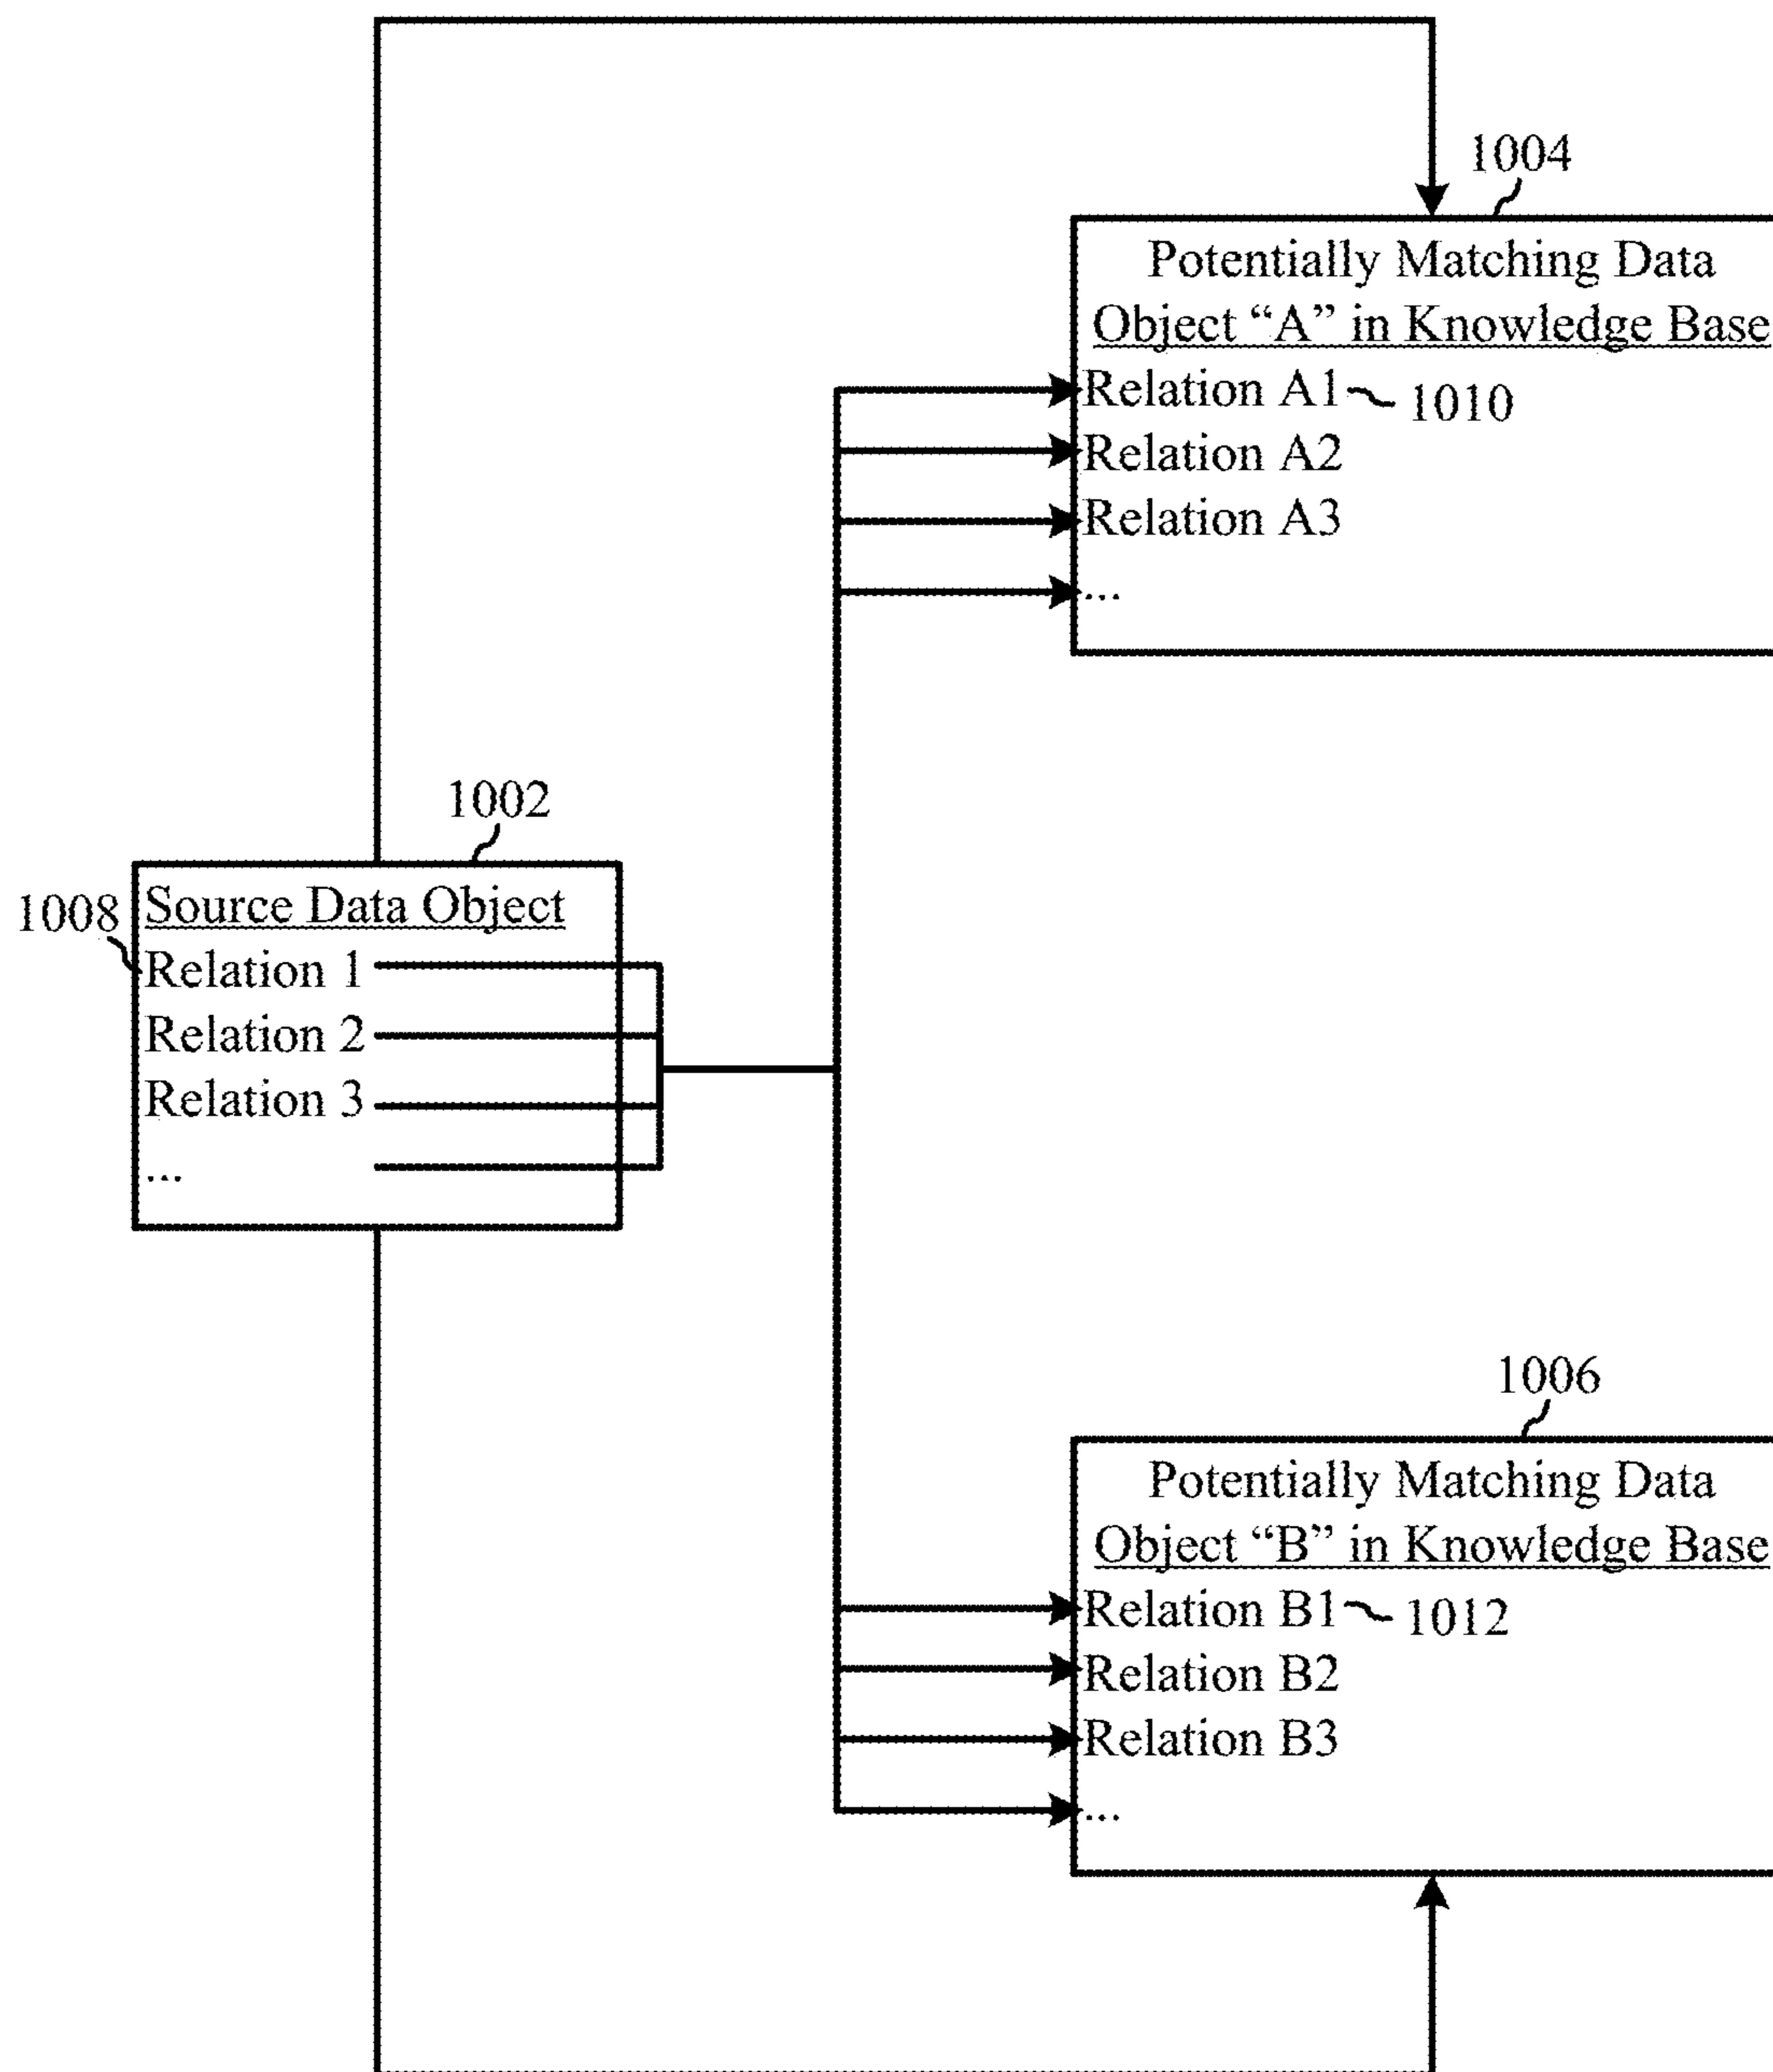 1004
Potentially Matching Data
Object “A” in Knowledge Base
Relation A1
1010
Relation A2
Relation A3
...
1002
1008
Source Data Object
Relation 1
Relation 2
Relation 3
...
1006
Potentially Matching Data
Object “B” in Knowledge Base
Relation B1
1012
Relation B2
Relation B3
...